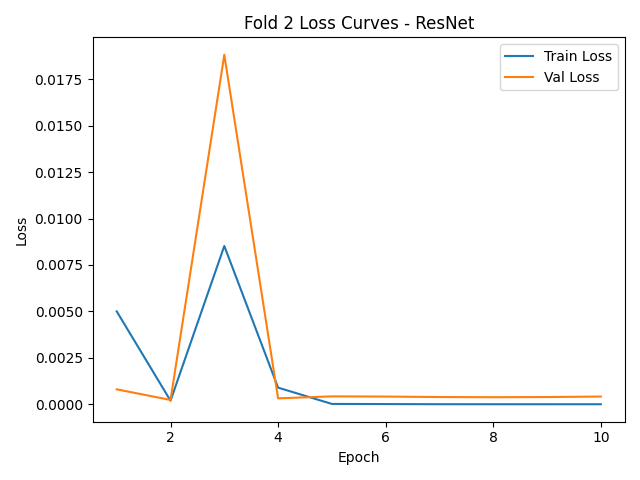 Fold 2 Loss Curves - ResNet
Train Loss
Val Loss
0.0175
0.0150
0.0125
0.0100
0.0075
0.0050
0.0025
0.0000
Loss
2 4 6 8 10
Epoch